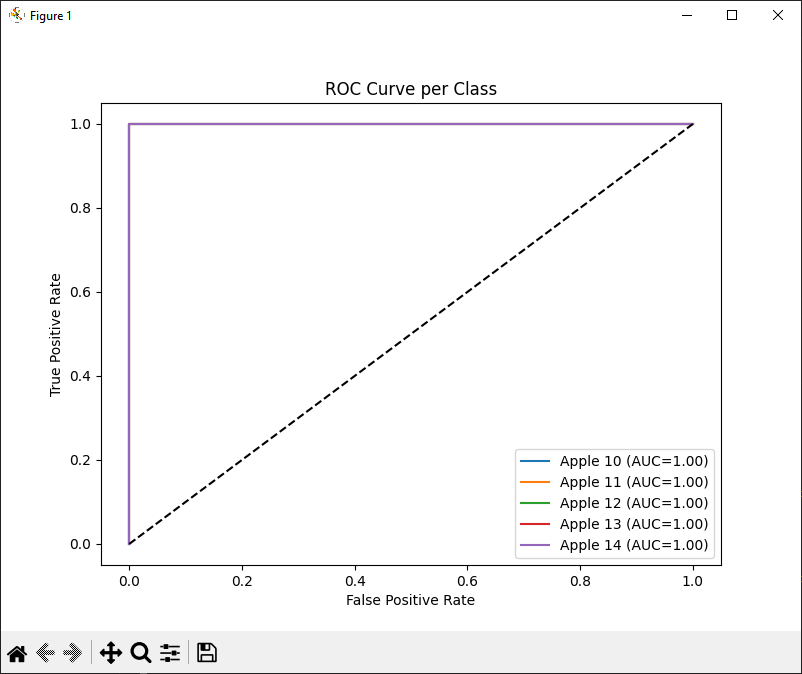 Figure 1
ROC Curve per Class
1.0
0.8
0.6
0.4
0.2
0.0
True Positive Rate
Apple 10 (AUC=1.00)
Apple 11 (AUC=1.00)
Apple 12 (AUC=1.00)
Apple 13 (AUC=1.00)
Apple 14 (AUC=1.00)
0.0 0.2 0.4 0.6 0.8 1.0
False Positive Rate